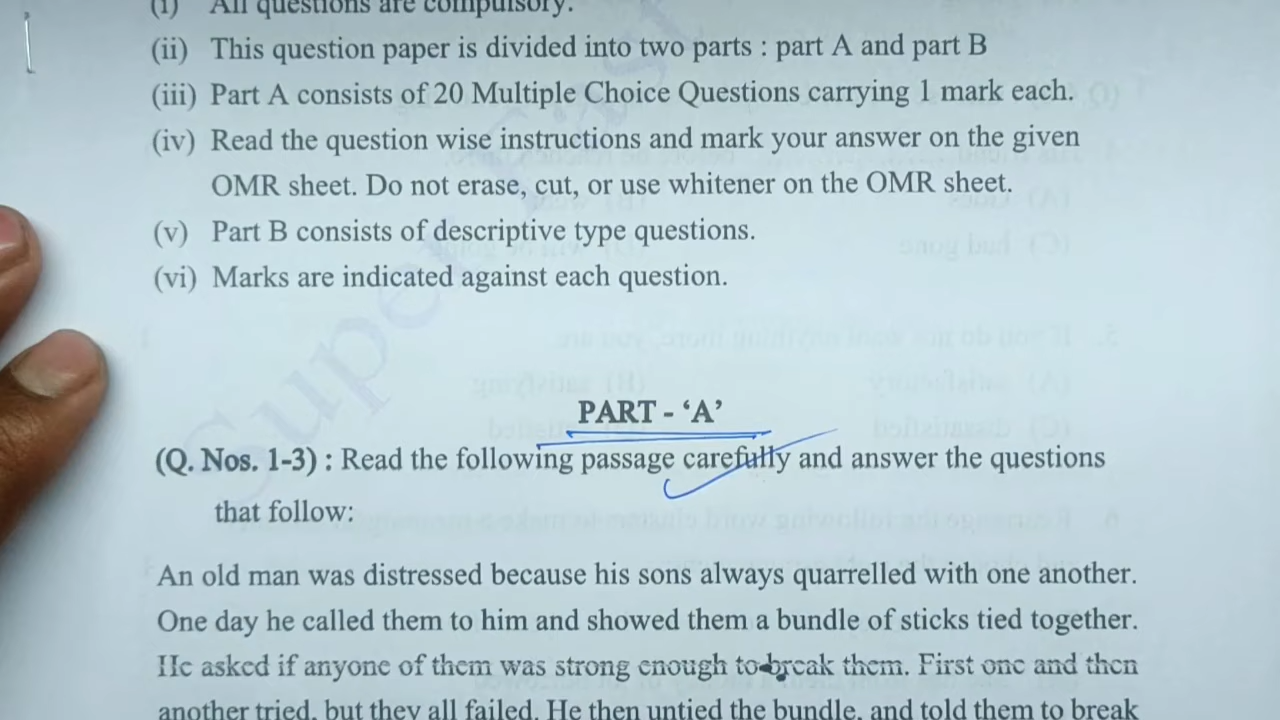 (i) All questions are compulsory.
(ii) This question paper is divided into two parts : part A and part B
(iii) Part A consists of 20 Multiple Choice Questions carrying 1 mark each.
(iv) Read the question wise instructions and mark your answer on the given
OMR sheet. Do not erase, cut, or use whitener on the OMR sheet.
(v) Part B consists of descriptive type questions.
(vi) Marks are indicated against each question.
Super
PART - ‘A’
(Q. Nos. 1-3) : Read the following passage carefully and answer the questions
that follow:
An old man was distressed because his sons always quarrelled with one another.
One day he called them to him and showed them a bundle of sticks tied together.
He asked if anyone of them was strong enough to break them. First one and then
another tried, but they all failed. He then untied the bundle, and told them to break